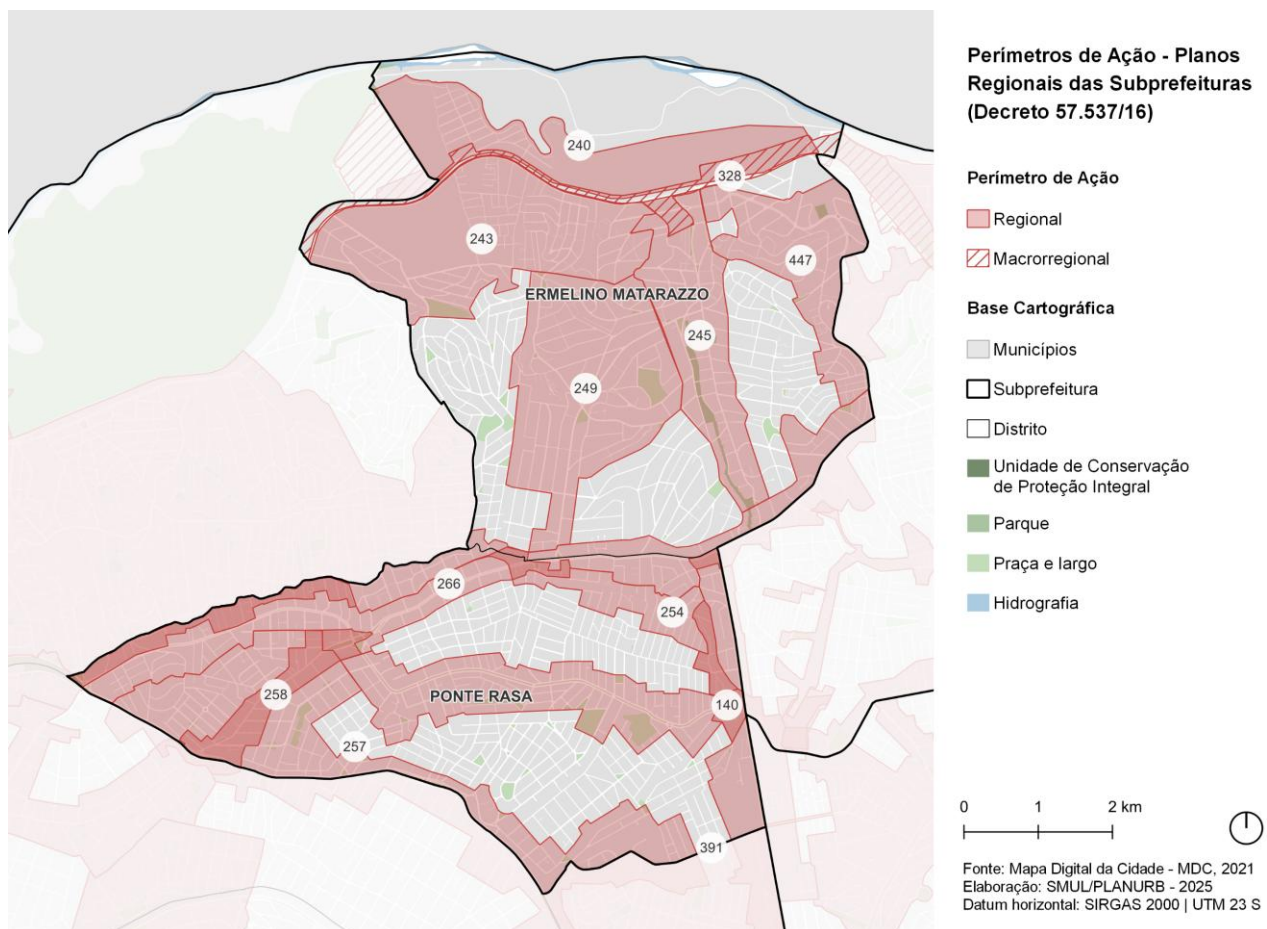 240
328
243
447
ERMELINO MATARAZZO
245
249
266
254
258
PONTE RASA
140
257
391
Perímetros de Ação - Planos
Regionais das Subprefeituras
(Decreto 57.537/16)
Perímetro de Ação
Regional
Macrorregional
Base Cartográfica
Municípios
Subprefeitura
Distrito
Unidade de Conservação
de Proteção Integral
Parque
Praça e largo
Hidrografia
0 1 2 km
Fonte: Mapa Digital da Cidade - MDC, 2021
Elaboração: SMUL/PLANURB - 2025
Datum horizontal: SIRGAS 2000 | UTM 23 S